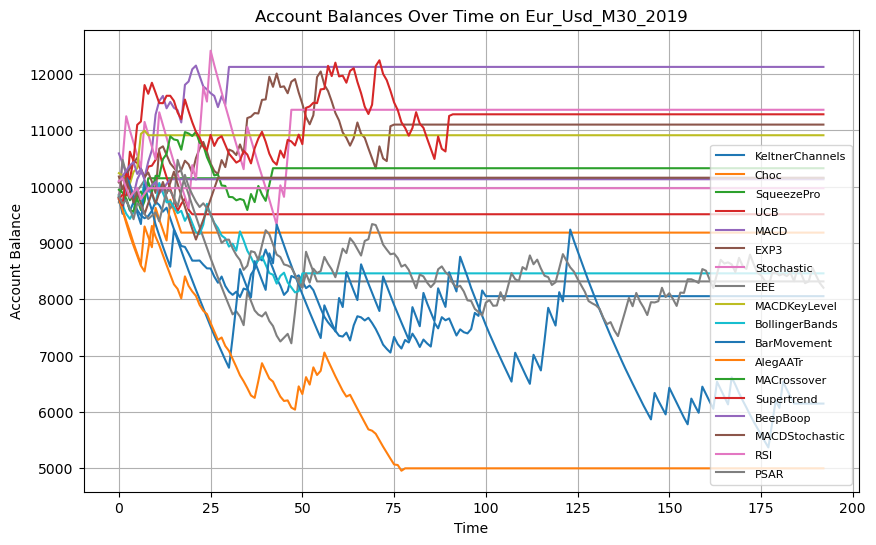 Account Balances Over Time on Eur_Usd_M30_2019
Account Balance
12000
11000
10000
9000
8000
7000
6000
5000
KeltnerChannels
Choc
SqueezePro
UCB
MACD
EXP3
Stochastic
EEE
MACDKeyLevel
BollingerBands
BarMovement
AlegAATr
MACrossover
Supertrend
BeepBoop
MACDStochastic
RSI
PSAR
0 25 50 75 100 125 150 175 200
Time